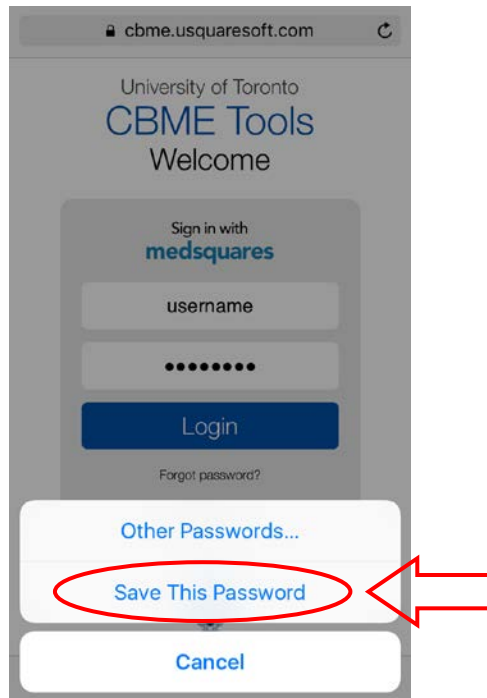 cbme.usquaresoft.com
University of Toronto
CBME Tools
Welcome
Sign in with
medsquares
username
••••••••
Login
Forgot password?
Other Passwords...
Save This Password
Cancel